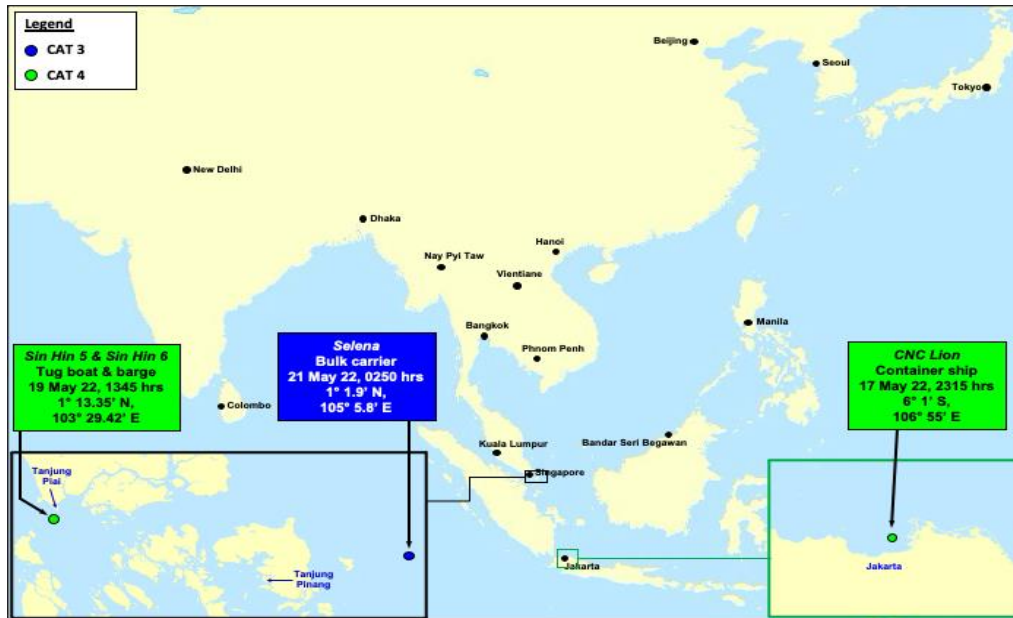 Legend
CAT 3
CAT 4
Beijing
Seoul
Tokyo
New Delhi
Dhaka
Hanoi
Nay Pyi Taw
Vientiane
Manila
Bangkok
Phnom Penh
Colombo
Kuala Lumpur
Bandar Seri Begawan
Singapore
Jakarta
Sin Hin 5 & Sin Hin 6
Tug boat & barge
19 May 22, 1345 hrs
1° 13.35’ N,
103° 29.42’ E
Selena
Bulk carrier
21 May 22, 0250 hrs
1° 1.9’ N,
105° 5.8’ E
CNC Lion
Container ship
17 May 22, 2315 hrs
6° 1’ S,
106° 55’ E
Tanjung
Piai
Tanjung
Pinang
Jakarta